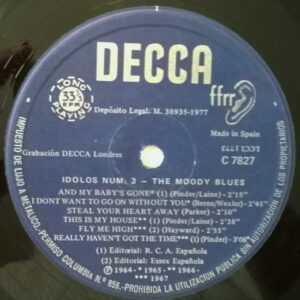 DECCA
LONG PLAYING 33⅓ RPM
ffrr
Depósito Legal: M. 38935-1977
Made in Spain
Grabación DECCA Londres
C 7827
IDOLOS NUM. 3 – THE MOODY BLUES
AND MY BABY'S GONE* (1) (Pinder/Laine) - 2'15"
I DONT WANT TO GO ON WITHOUT YOU* (Berns/Wexler) - 2'45"
STEAL YOUR HEART AWAY (Parker) - 2'10"
THIS IS MY HOUSE** (1) (Pinder/Laine) - 2'32"
FLY ME HIGH*** (2) (Hayward) - 2'55"
REALLY HAVEN'T GOT THE TIME*** (1) (Pinder) -
(1) Editorial: R. C. A. Española
(2) Editorial: Essex Española
℗ *1964 - *1965 - **1966 -
*** 1967
IMPUESTO DE LUJO A METALICO.-PERMISO COLUMBIA N.º 856.-PROHIBIDA LA UTILIZACION PUBLICA SIN AUTORIZACION DE LOS PROPIETARIOS